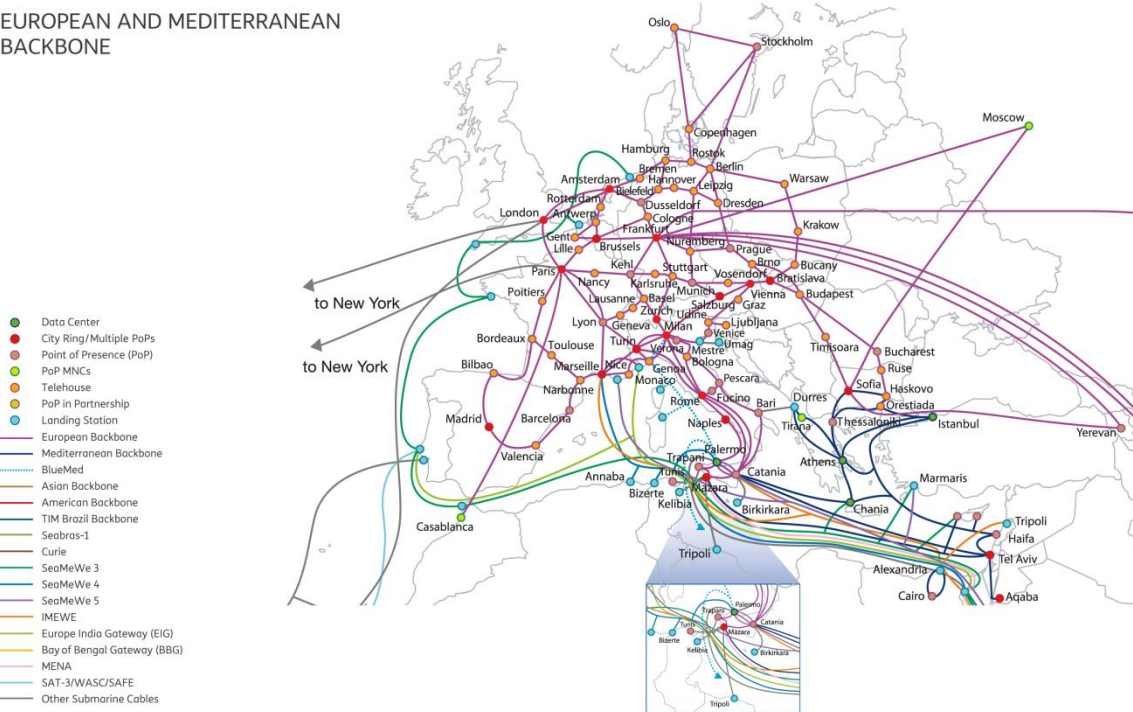 EUROPEAN AND MEDITERRANEAN
BACKBONE
Oslo
Stockholm
Moscow
Copenhagen
Hamburg
Rostok
Bremen
Berlin
Amsterdam
Bielefeld
Hannover
Leipzig
Warsaw
Rotterdam
Dusseldorf
Dresden
London
Antwerp
Cologne
Gent
Frankfurt
Krakow
Lille
Brussels
Nuremberg
Prague
Paris
Kehl
Stuttgart
Brno
Bucany
Nancy
Karlsruhe
Vosendorf
Bratislava
to New York
Poitiers
Lausanne
Basel
Munich
Vienna
Budapest
Salzburg
Graz
Zurich
Lyon
Geneva
Udine
Ljubljana
Milan
Venice
to New York
Bordeaux
Toulouse
Turin
Verona
Mestre
Umag
Timisoara
Bologna
Bucharest
Bilbao
Marseille
Nice
Genoa
Ruse
Narbonne
Monaco
Pescara
Sofia
Haskovo
Rome
Fucino
Durres
Orestiada
Madrid
Barcelona
Bari
Naples
Tirana
Thessaloniki
Istanbul
Yerevan
Valencia
Palermo
Trapani
Athens
Annaba
Tunis
Catania
Marmaris
Bizerte
Mazara
Kelibia
Birkirkara
Chania
Casablanca
Tripoli
Haifa
Tripoli
Alexandria
Tel Aviv
Cairo
Aqaba
Data Center
City Ring/Multiple PoPs
Point of Presence (PoP)
PoP MNCs
Telehouse
PoP in Partnership
Landing Station
European Backbone
Mediterranean Backbone
BlueMed
Asian Backbone
American Backbone
TIM Brazil Backbone
Seabras-1
Curie
SeaMeWe 3
SeaMeWe 4
SeaMeWe 5
IMEWE
Europe India Gateway (EIG)
Bay of Bengal Gateway (BBG)
MENA
SAT-3/WASC/SAFE
Other Submarine Cables
Palermo
Trapani
Tunis
Catania
Bizerte
Mazara
Kelibia
Birkirkara
Tripoli